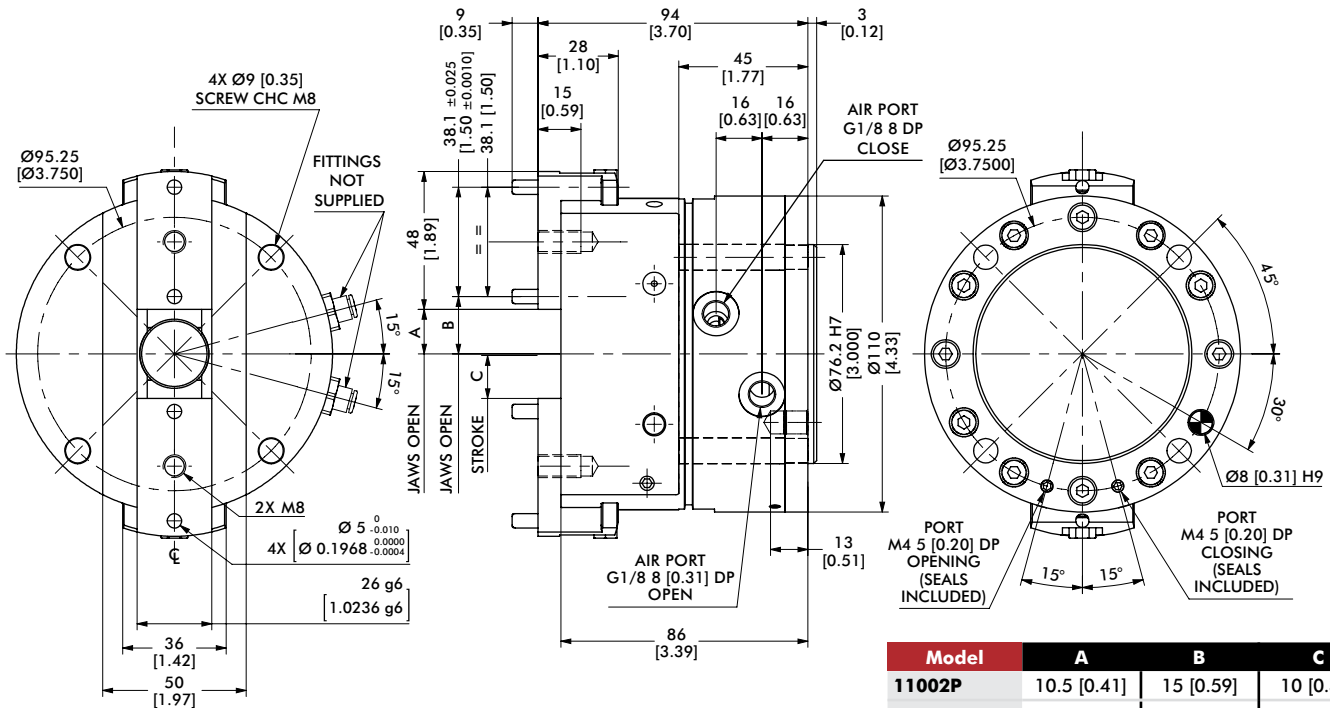 9
[0.35]
94
[3.70]
3
[0.12]
28
[1.10]
45
[1.77]
15
[0.59]
16
[0.63]
16
[0.63]
4X Ø9 [0.35]
SCREW CHC M8
38.1 ±0.025
[1.50 ±0.0010]
38.1 [1.50]
= =
AIR PORT
G1/8 8 DP
CLOSE
Ø95.25
[Ø3.750]
FITTINGS
NOT
SUPPLIED
Ø95.25
[Ø3.7500]
48
[1.89]
15°
15°
A
B
C
JAWS OPEN
JAWS OPEN
STROKE
Ø76.2 H7
[3.000]
Ø110
[4.33]
45°
30°
Ø8 [0.31] H9
2X M8
4X
Ø 5 0 -0.010
[Ø 0.1968 -0.0000 -0.0004]
26 g6
[1.0236 g6]
36
[1.42]
50
[1.97]
AIR PORT
G1/8 8 [0.31] DP
OPEN
13
[0.51]
86
[3.39]
PORT
M4 5 [0.20] DP
OPENING
(SEALS
INCLUDED)
15°
15°
PORT
M4 5 [0.20] DP
CLOSING
(SEALS
INCLUDED)
Model A B C
11002P 10.5 [0.41] 15 [0.59] 10 [0.